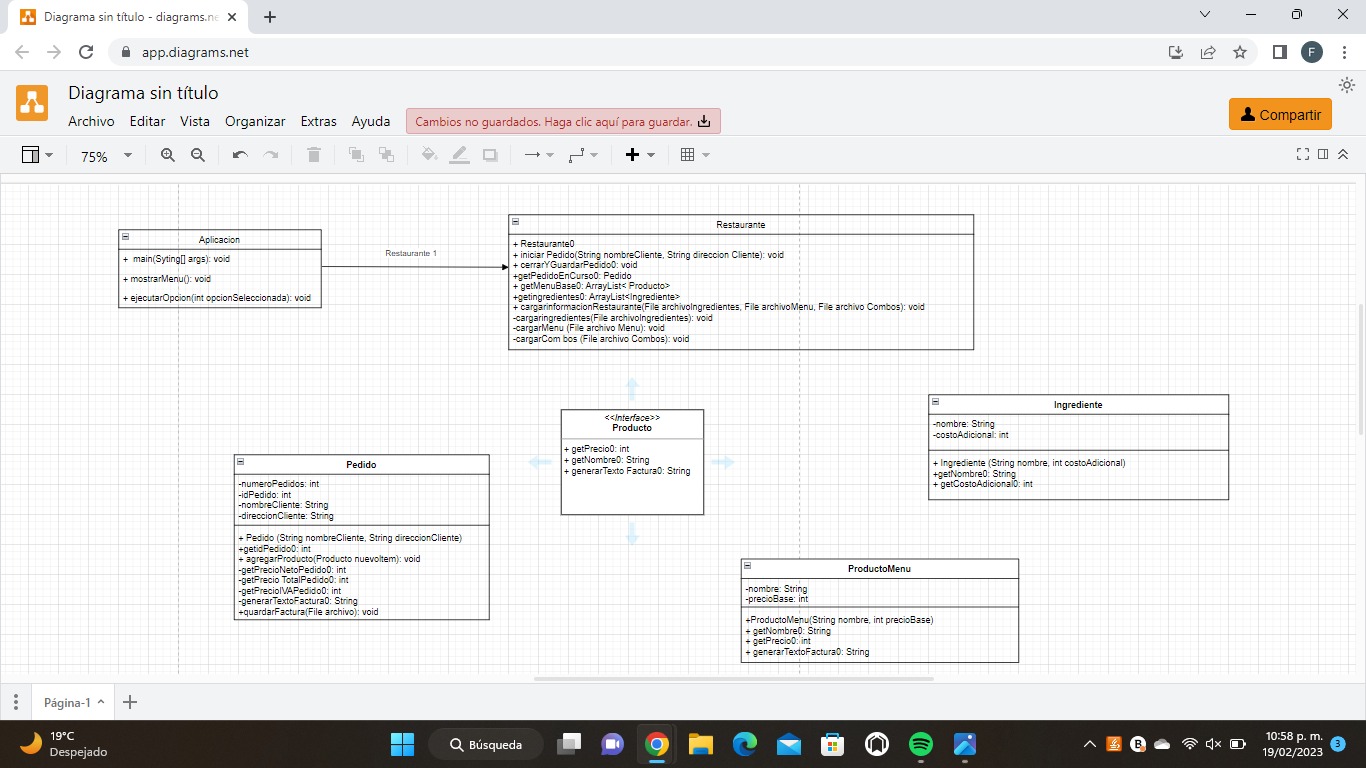 Diagrama sin título - diagrams.ne
app.diagrams.net
F
Diagrama sin título
Archivo Editar Vista Organizar Extras Ayuda
Cambios no guardados. Haga clic aquí para guardar.
Compartir
75%
Aplicacion
+ main(Syting[] args): void
+ mostrarMenu(): void
+ ejecutarOpcion(int opcionSeleccionada): void
Restaurante 1
Restaurante
+ Restaurante0
+ iniciar Pedido(String nombreCliente, String direccion Cliente): void
+ cerrarYGuardarPedido0: void
+getPedidoEnCurso0: Pedido
+ getMenuBase0: ArrayList< Producto>
+getingredientes0: ArrayList<Ingrediente>
+ cargarinformacionRestaurante(File archivoIngredientes, File archivoMenu, File archivo Combos): void
-cargaringredientes(File archivoIngredientes): void
-cargarMenu (File archivo Menu): void
-cargarCom bos (File archivo Combos): void
<<Interface>>
Producto
+ getPrecio0: int
+ getNombre0: String
+ generarTexto Factura0: String
Ingrediente
-nombre: String
-costoAdicional: int
+ Ingrediente (String nombre, int costoAdicional)
+getNombre0: String
+ getCostoAdicional0: int
Pedido
-numeroPedidos: int
-idPedido: int
-nombreCliente: String
-direccionCliente: String
+ Pedido (String nombreCliente, String direccionCliente)
+getidPedido0: int
+ agregarProducto(Producto nuevoItem): void
-getPrecioNetoPedido0: int
-getPrecio TotalPedido0: int
-getPrecioIVAPedido0: int
-generarTextoFactura0: String
+quardarFactura(File archivo): void
ProductoMenu
-nombre: String
-precioBase: int
+ProductoMenu(String nombre, int precioBase)
+ getNombre0: String
+ getPrecio0: int
+ generarTextoFactura0: String
Página-1
19°C
Despejado
Búsqueda
10:58 p. m.
19/02/2023
3